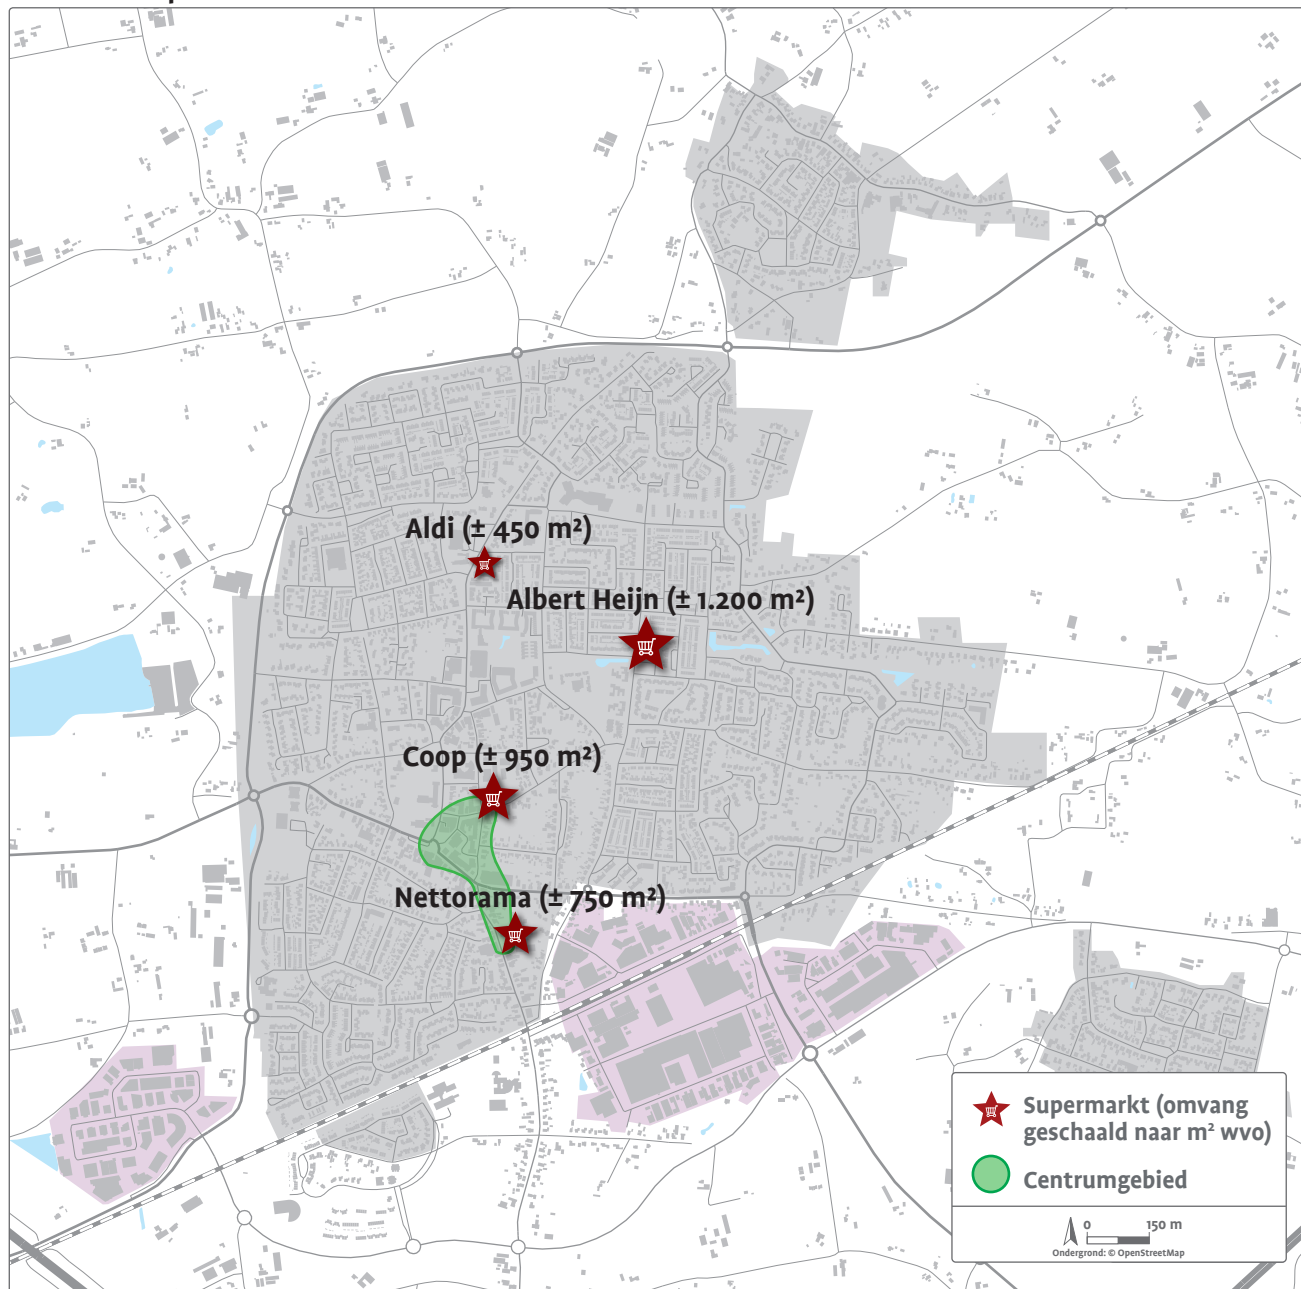 Aldi (± 450 m²)
Albert Heijn (± 1.200 m²)
Coop (± 950 m²)
Nettorama (± 750 m²)
Supermarkt (omvang
geschaald naar m² wvo)
Centrumgebied
0 150 m
Ondergrond: © OpenStreetMap